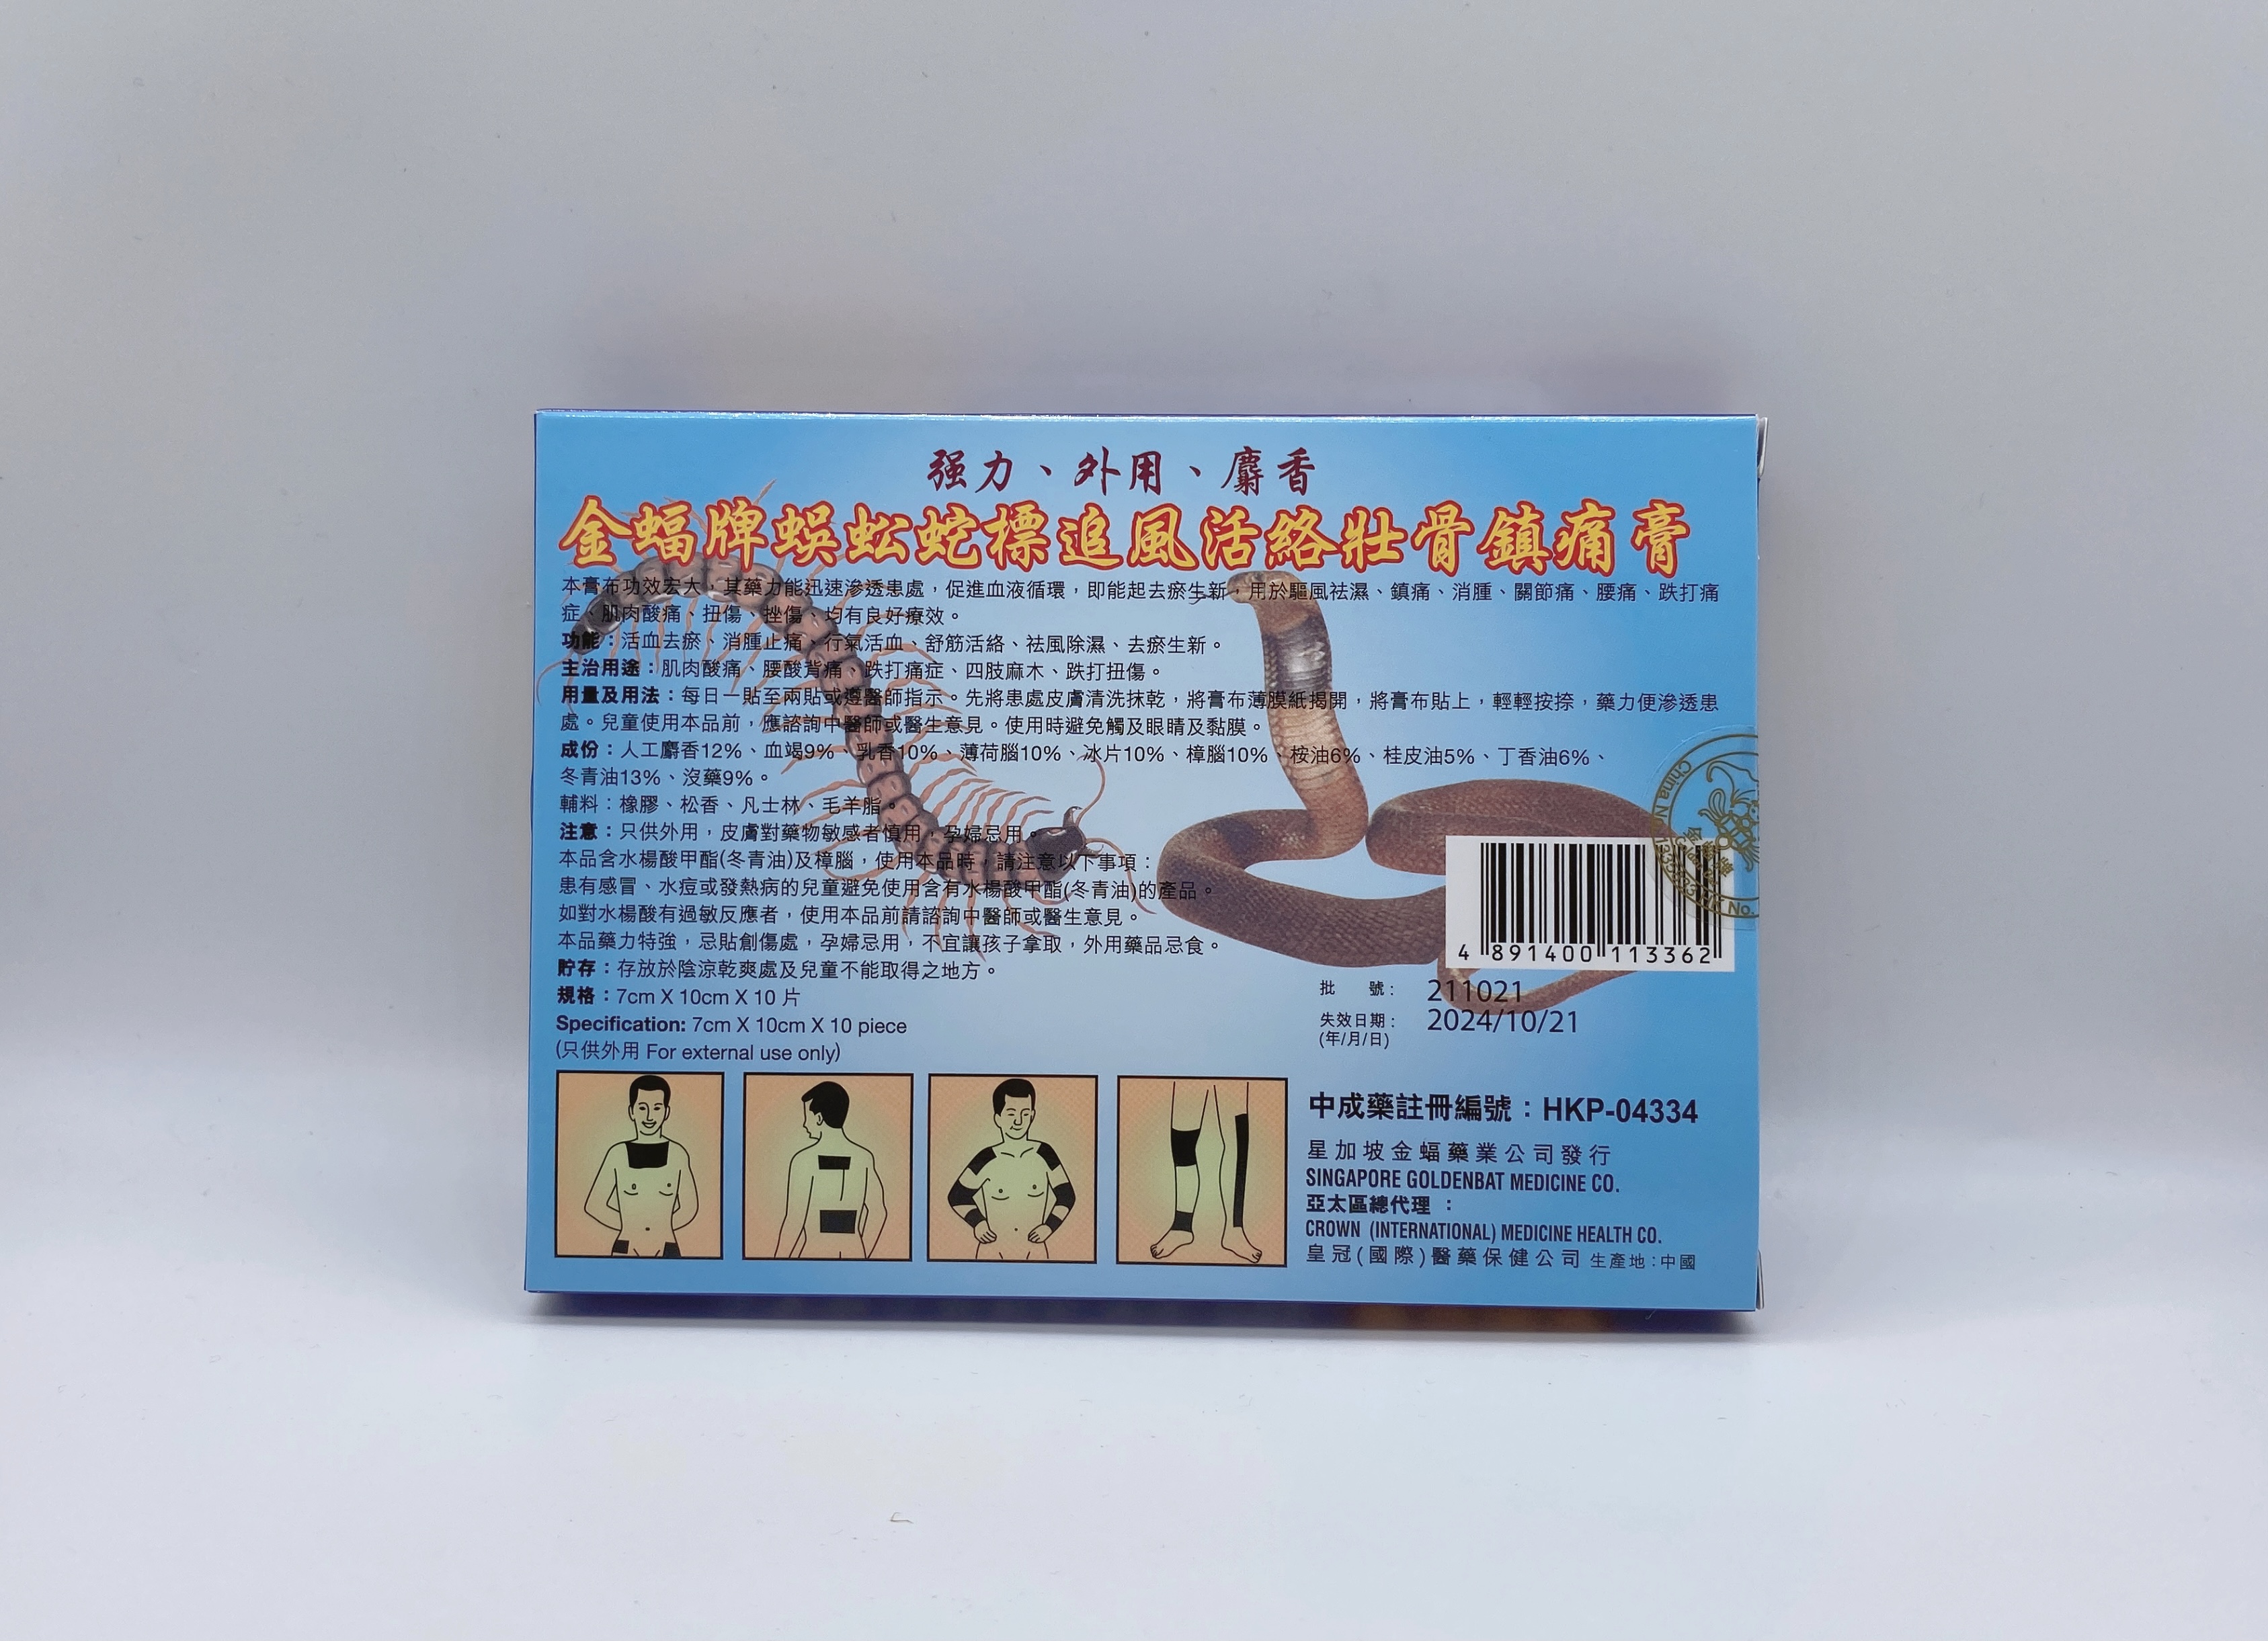 强力、外用、麝香
金蝠牌蜈蚣蛇標追風活絡壯骨鎮痛膏
本膏布功效宏大，其藥力能迅速滲透患處，促進血液循環，即能起去瘀生新，用於驅風祛濕、鎮痛、消腫、關節痛、腰痛、跌打痛
症、肌肉酸痛、扭傷、挫傷、均有良好療效。
功能：活血去瘀、消腫止痛、行氣活血、舒筋活絡、祛風除濕、去瘀生新。
主治用途：肌肉酸痛、腰酸背痛、跌打痛症、四肢麻木、跌打扭傷。
用量及用法：每日一貼至兩貼或遵醫師指示。先將患處皮膚清洗抹乾，將膏布薄膜紙揭開，將膏布貼上，輕輕按捺，藥力便滲透患
處。兒童使用本品前，應諮詢中醫師或醫生意見。使用時避免觸及眼睛及黏膜。
成份：人工麝香12%、血竭9%、乳香10%、薄荷腦10%、冰片10%、樟腦10%、桉油6%、桂皮油5%、丁香油6%、
冬青油13%、沒藥9%。
輔料：橡膠、松香、凡士林、毛羊脂。
注意：只供外用，皮膚對藥物敏感者慎用，孕婦忌用。
本品含水楊酸甲酯(冬青油)及樟腦，使用本品時，請注意以下事項：
患有感冒、水痘或發熱病的兒童避免使用含有水楊酸甲酯(冬青油)的產品。
如對水楊酸有過敏反應者，使用本品前請諮詢中醫師或醫生意見。
本品藥力特強，忌貼創傷處，孕婦忌用，不宜讓孩子拿取，外用藥品忌食。
貯存：存放於陰涼乾爽處及兒童不能取得之地方。
規格：7cm X 10cm X 10 片
Specification: 7cm X 10cm X 10 piece
(只供外用 For external use only)
China No.
No.
4 891400 113362
批 號： 211021
失效日期： 2024/10/21
(年/月/日)
中成藥註冊編號：HKP-04334
星加坡金蝠藥業公司發行
SINGAPORE GOLDENBAT MEDICINE CO.
亞太區總代理：
CROWN (INTERNATIONAL) MEDICINE HEALTH CO.
皇冠(國際)醫藥保健公司 生產地：中國